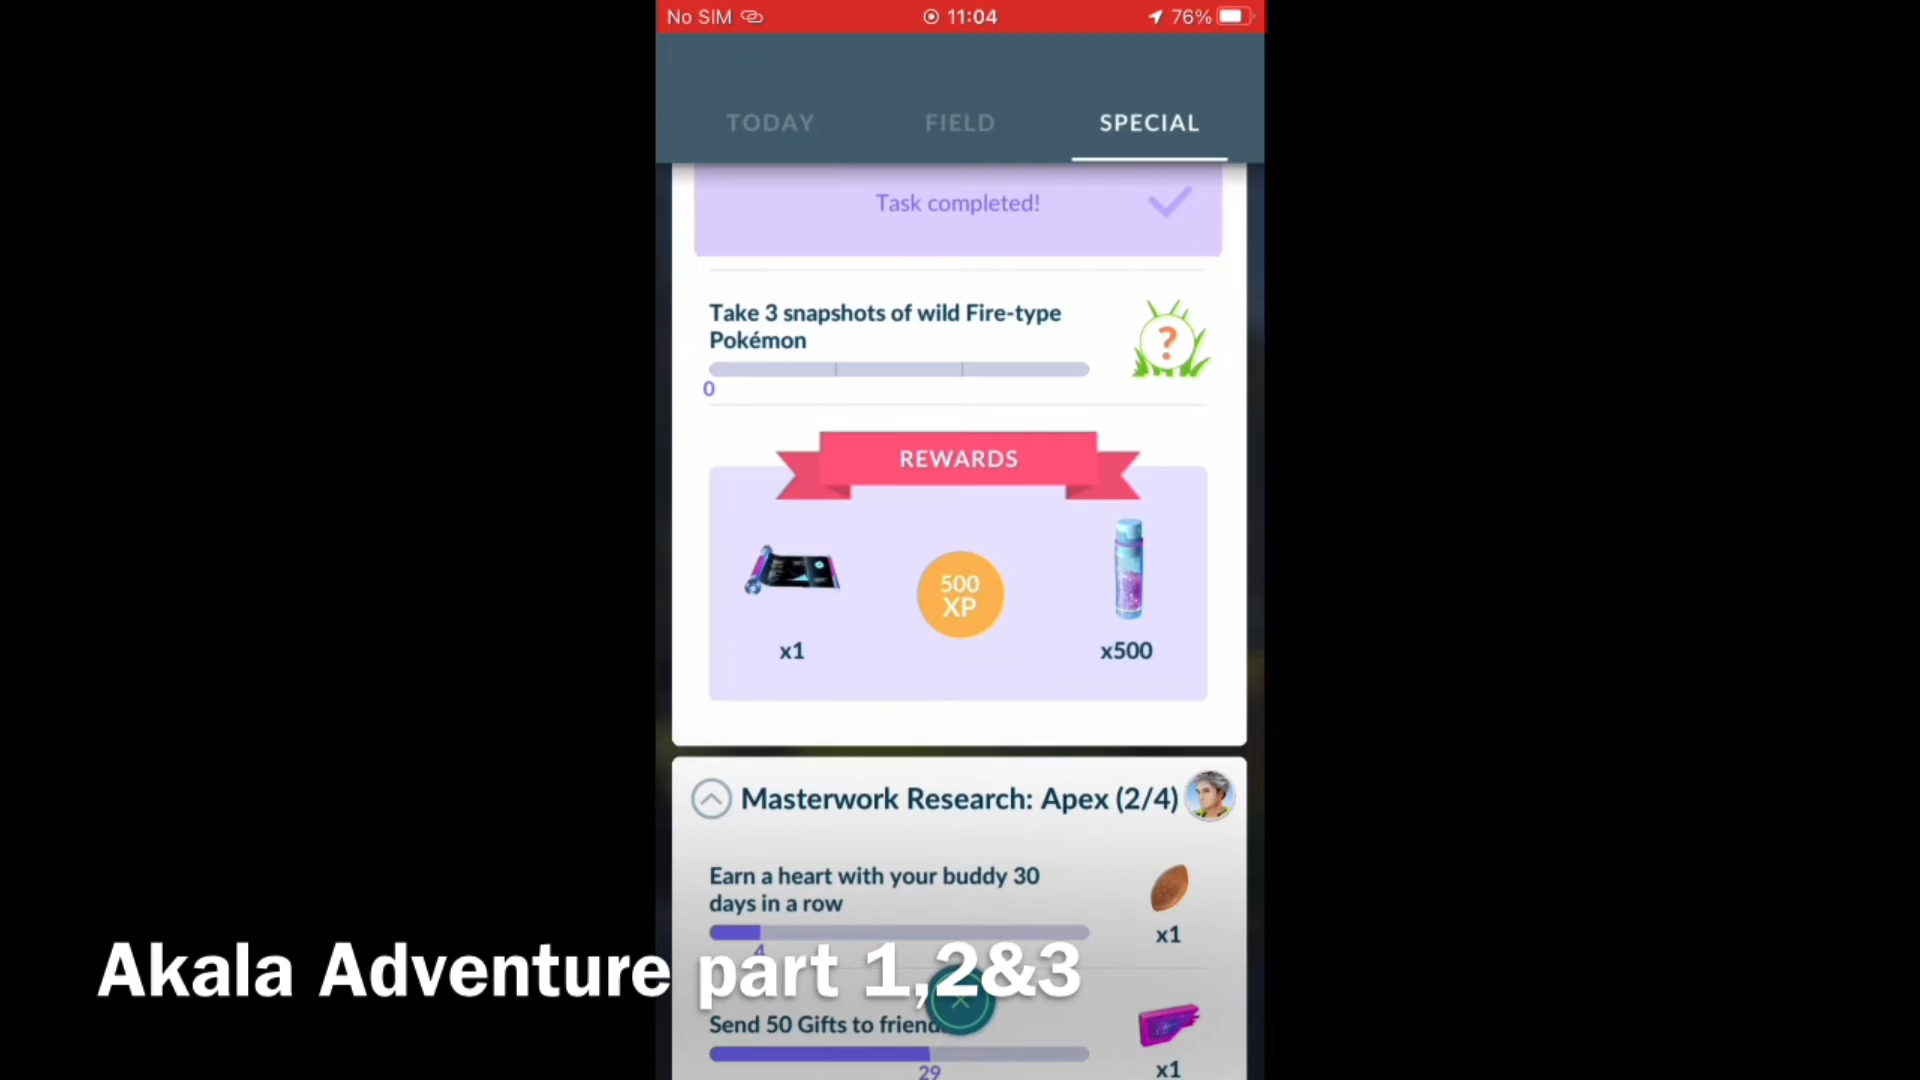 No SIM 11:04 76%
TODAY FIELD SPECIAL
Task completed!
Take 3 snapshots of wild Fire-type
Pokémon
?
0
REWARDS
500
XP
x1 x500
Masterwork Research: Apex (2/4)
Earn a heart with your buddy 30
days in a row
x1
4
Akala Adventure part 1,2&3
Send 50 Gifts to friend
29
x1